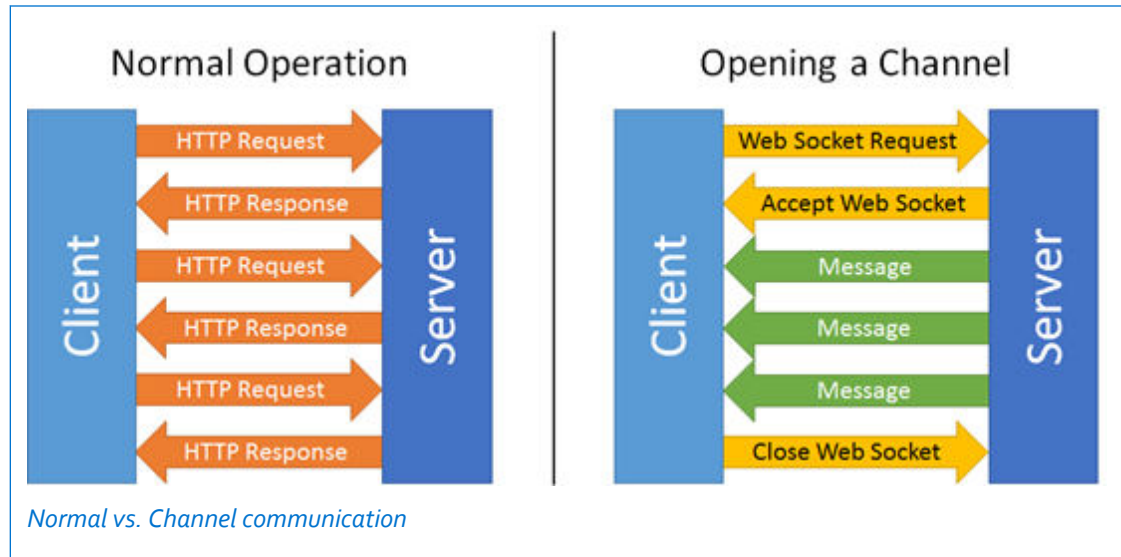 Normal Operation
Client
HTTP Request
HTTP Response
HTTP Request
HTTP Response
HTTP Request
HTTP Response
Server
Opening a Channel
Client
Web Socket Request
Accept Web Socket
Message
Message
Message
Close Web Socket
Server
Normal vs. Channel communication